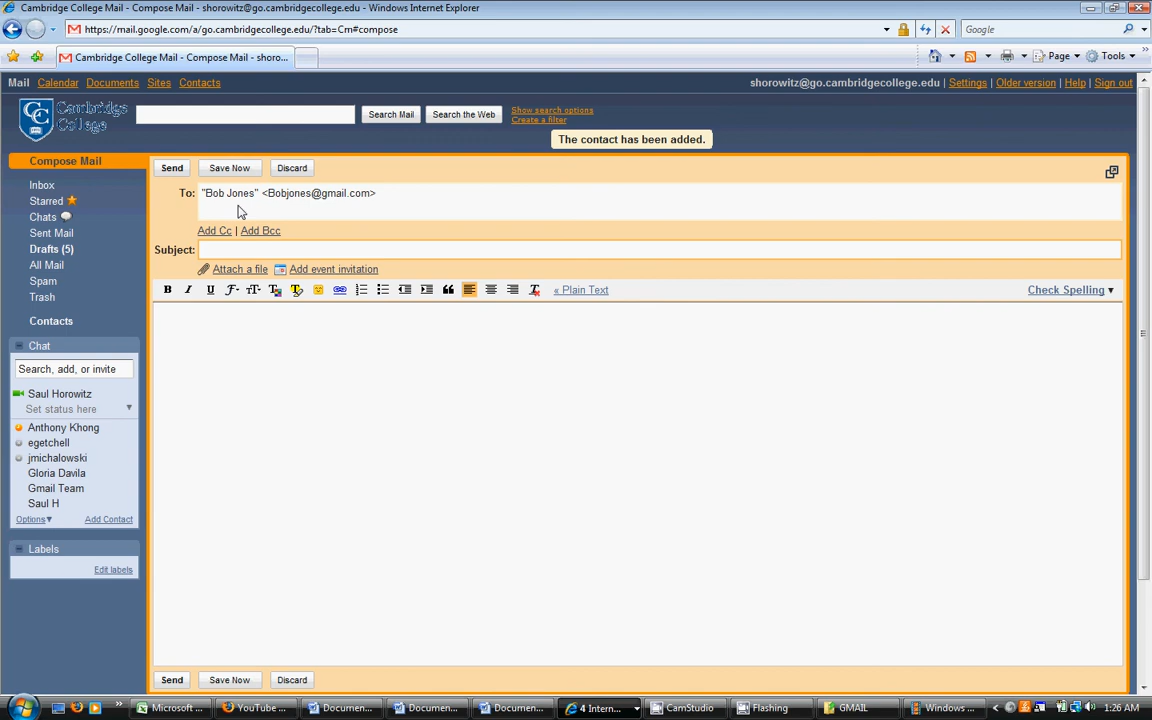 Cambridge College Mail - Compose Mail - shorowitz@go.cambridgecollege.edu - Windows Internet Explorer
https://mail.google.com/a/go.cambridgecollege.edu/?tab=Cm#compose
Google
Cambridge College Mail - Compose Mail - shoro...
Page
Tools
Mail Calendar Documents Sites Contacts
shorowitz@go.cambridgecollege.edu | Settings | Older version | Help | Sign out
Cambridge College
Search Mail
Search the Web
Show search options
Create a filter
The contact has been added.
Compose Mail
Send
Save Now
Discard
Inbox
Starred
Chats
Sent Mail
Drafts (5)
All Mail
Spam
Trash
Contacts
To: "Bob Jones" <Bobjones@gmail.com>
Add Cc | Add Bcc
Subject:
Attach a file Add event invitation
B I U « Plain Text
Check Spelling ▼
Chat
Search, add, or invite
Saul Horowitz
Set status here
Anthony Khong
egetchell
jmichalowski
Gloria Davila
Gmail Team
Saul H
Options▼ Add Contact
Labels
Edit labels
Send
Save Now
Discard
Microsoft ...
YouTube ...
Documen...
Documen...
Documen...
4 Intern...
CamStudio
Flashing
GMAIL
Windows ...
1:26 AM